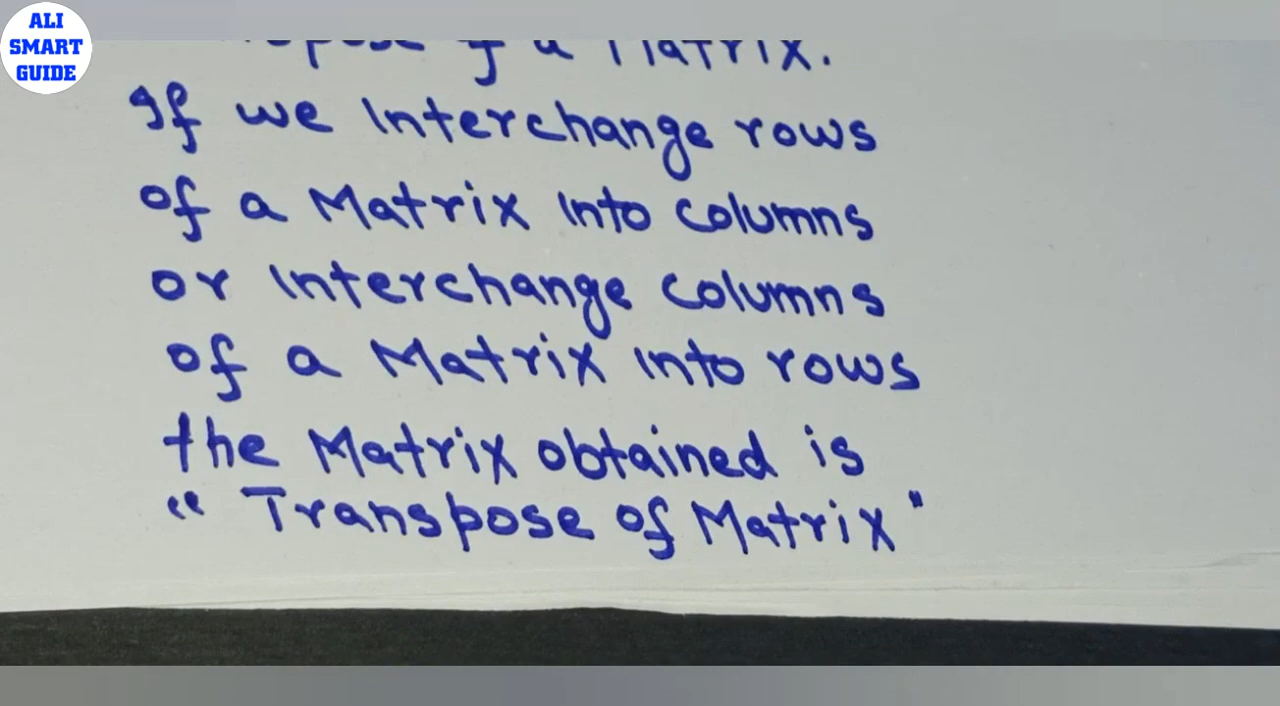 ALI
SMART
GUIDE
of a Matrix.
If we Interchange rows
of a Matrix into columns
or interchange columns
of a Matrix into rows
the Matrix obtained is
“ Transpose of Matrix ”